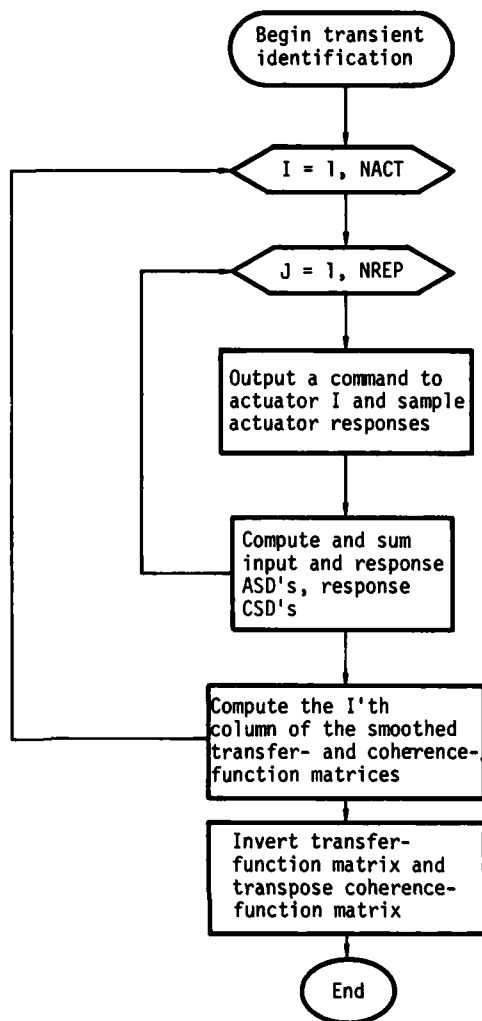 Begin transient
identification
I = 1, NACT
J = 1, NREP
Output a command to
actuator I and sample
actuator responses
Compute and sum
input and response
ASD's, response
CSD's
Compute the I'th
column of the smoothed
transfer- and coherence-
function matrices
Invert transfer-
function matrix and
transpose coherence-
function matrix
End